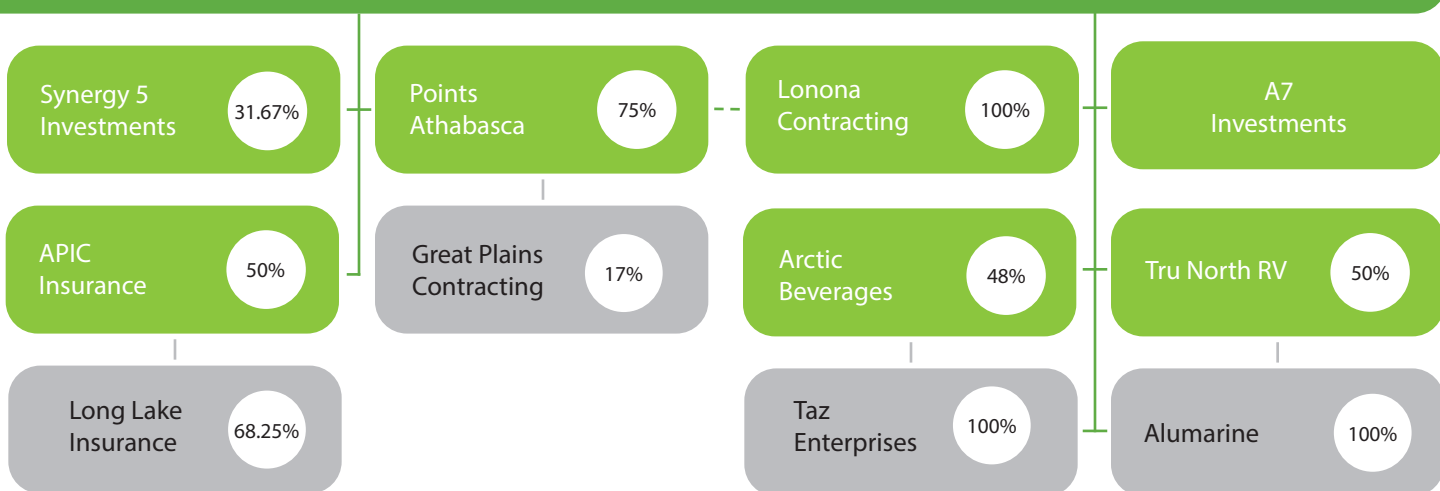 Synergy 5
Investments
31.67%
Points
Athabasca
75%
Lonona
Contracting
100%
A7
Investments
APIC
Insurance
50%
Great Plains
Contracting
17%
Arctic
Beverages
48%
Tru North RV
50%
Long Lake
Insurance
68.25%
Taz
Enterprises
100%
Alumarine
100%